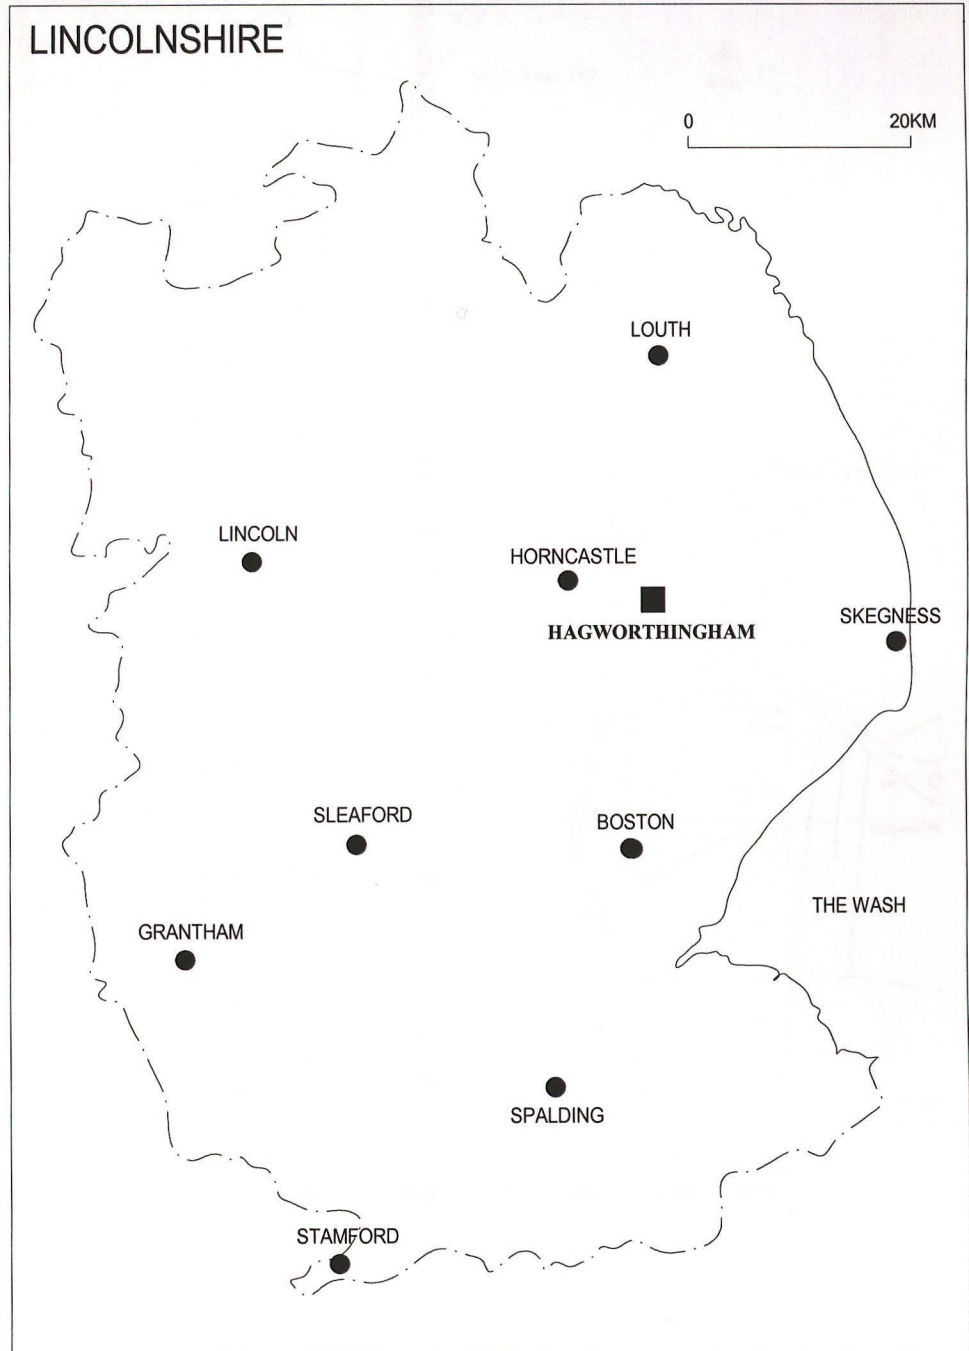 LINCOLNSHIRE
0 20KM
LOUTH
LINCOLN
HORNCASTLE
HAGWORTHINGHAM
SKEGNESS
SLEAFORD
BOSTON
THE WASH
GRANTHAM
SPALDING
STAMFORD